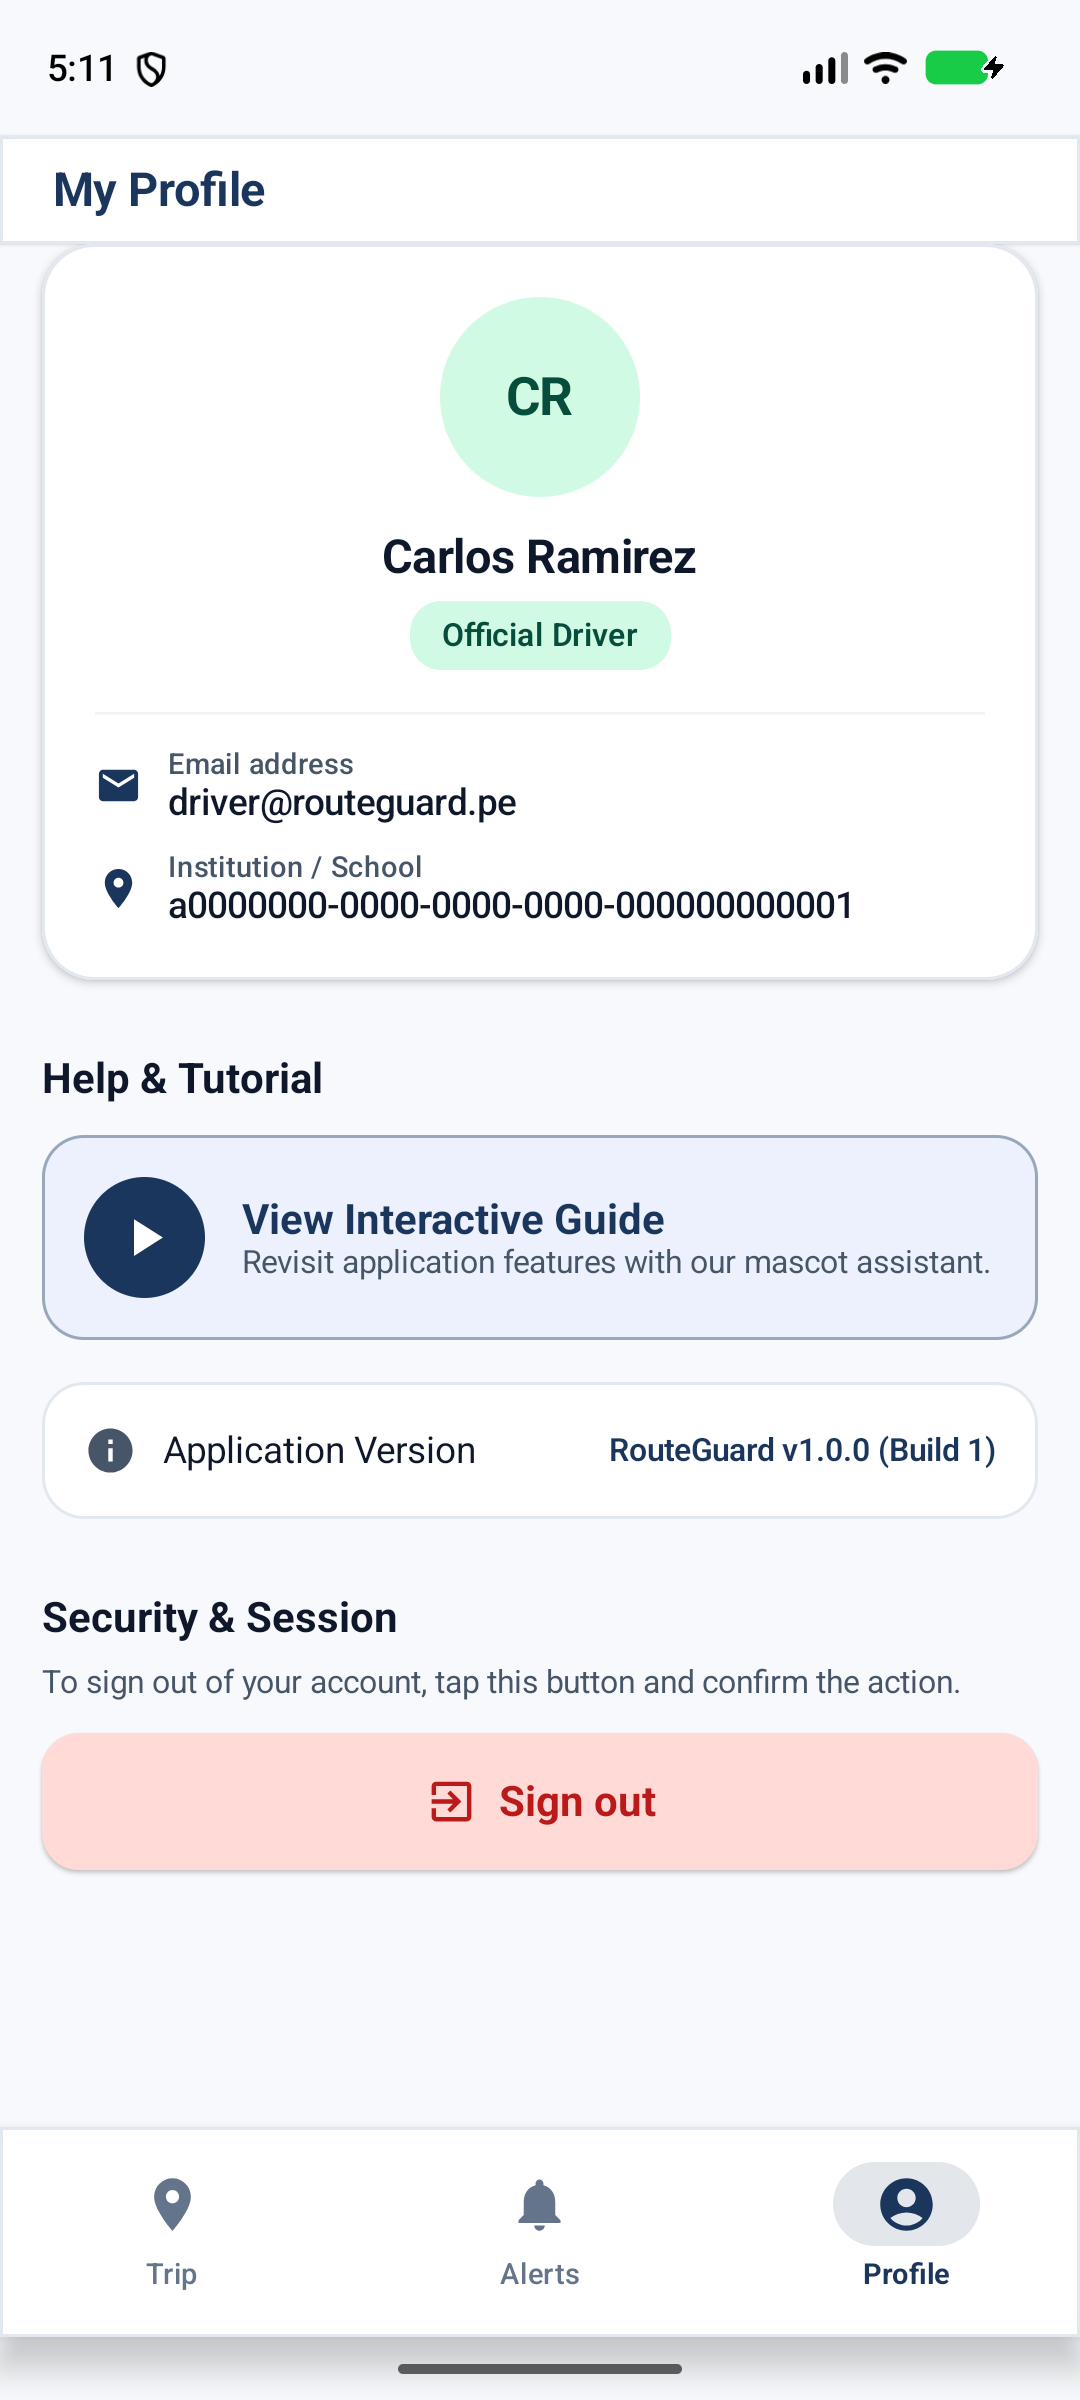 5:11
My Profile
CR
Carlos Ramirez
Official Driver
Email address
driver@routeguard.pe
Institution / School
a0000000-0000-0000-0000-000000000001
Help & Tutorial
View Interactive Guide
Revisit application features with our mascot assistant.
Application Version RouteGuard v1.0.0 (Build 1)
Security & Session
To sign out of your account, tap this button and confirm the action.
Sign out
Trip Alerts Profile